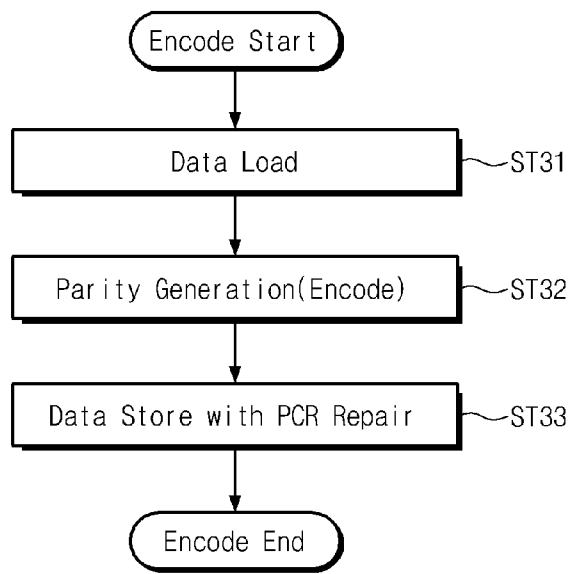 Encode Start
Data Load
ST31
Parity Generation(Encode)
ST32
Data Store with PCR Repair
ST33
Encode End